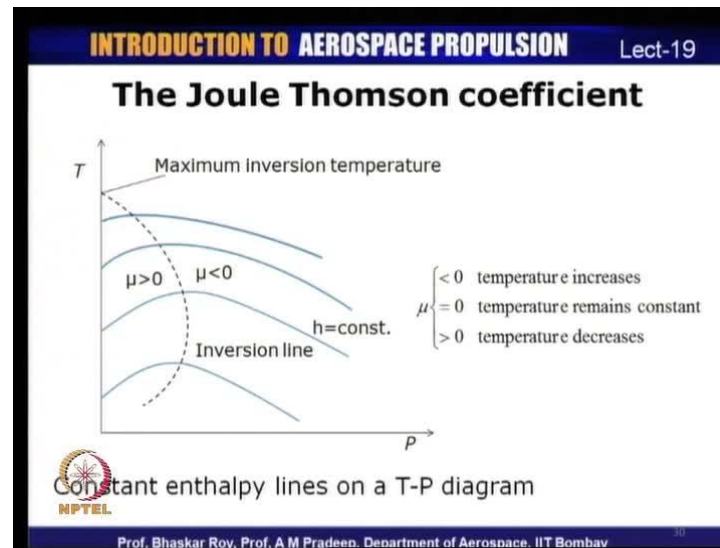 INTRODUCTION TO AEROSPACE PROPULSION Lect-19
The Joule Thomson coefficient
T
Maximum inversion temperature
μ>0 μ<0
h=const.
Inversion line
P
< 0 temperature increases
μ = 0 temperature remains constant
> 0 temperature decreases
Constant enthalpy lines on a T-P diagram
NPTEL
Prof. Bhaskar Roy, Prof. A M Pradeep, Department of Aerospace, IIT Bombay
30